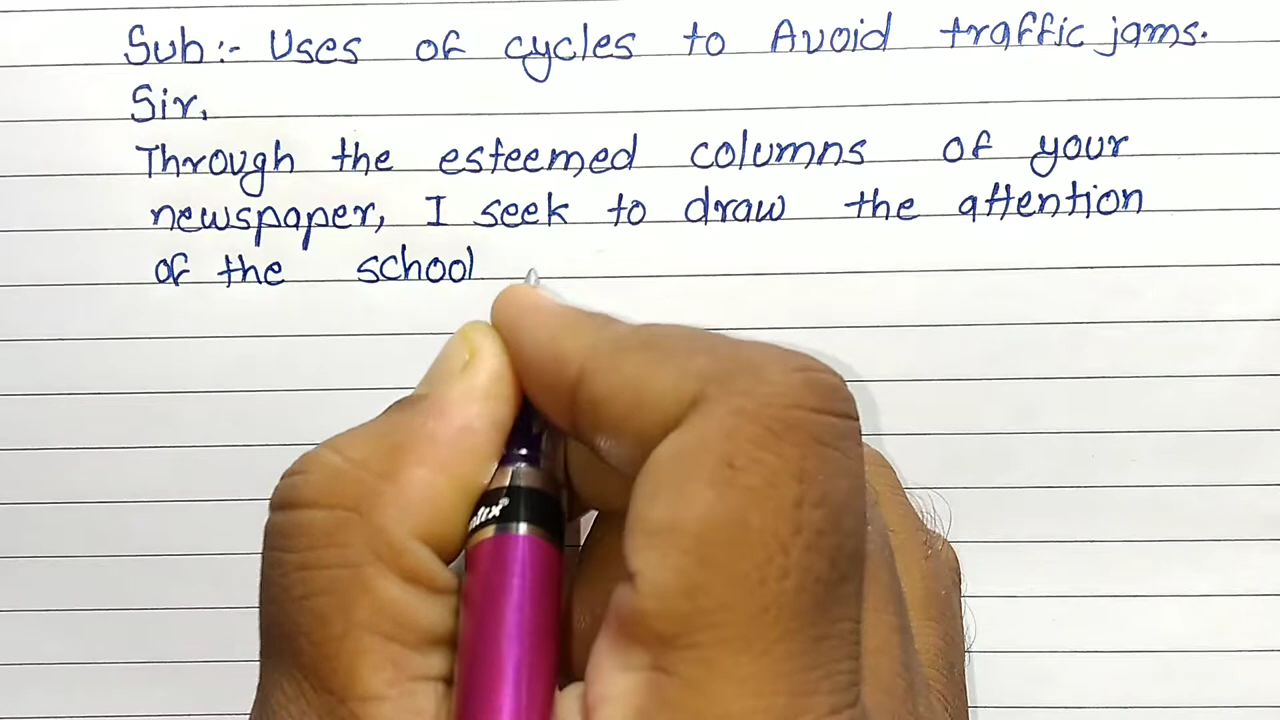 Sub:- Uses of cycles to Avoid traffic jams.
Sir,
Through the esteemed columns of your
newspaper, I seek to draw the attention
of the school